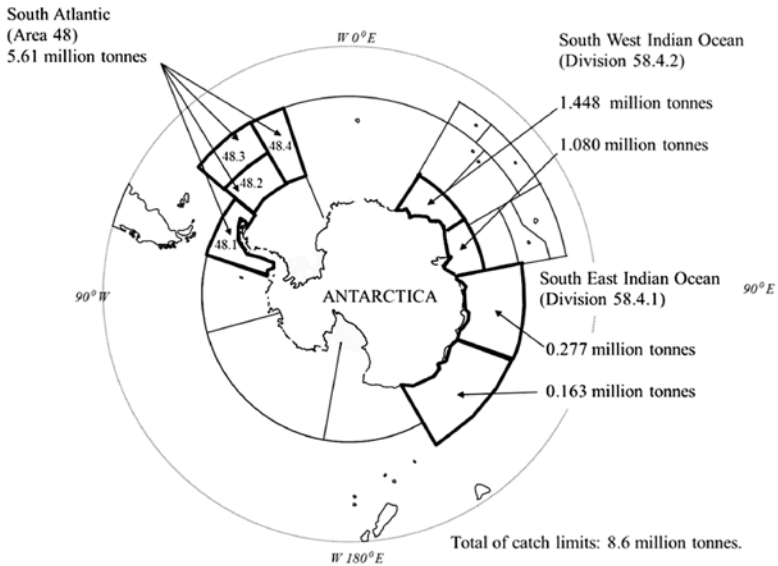 South Atlantic
(Area 48)
5.61 million tonnes
W 0°E
South West Indian Ocean
(Division 58.4.2)
1.448 million tonnes
1.080 million tonnes
48.3
48.4
48.2
48.1
90°W
ANTARCTICA
90°E
South East Indian Ocean
(Division 58.4.1)
0.277 million tonnes
0.163 million tonnes
Total of catch limits: 8.6 million tonnes.
W 180°E